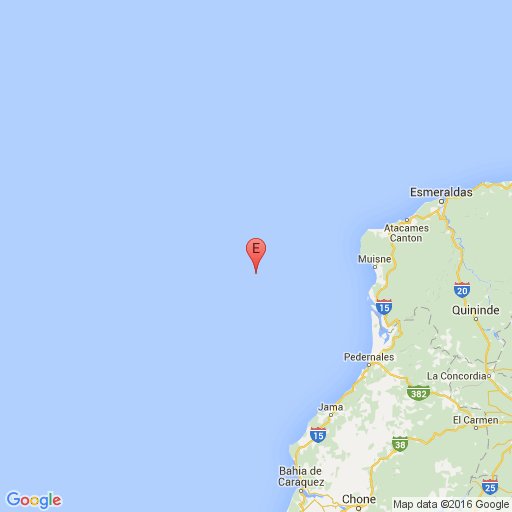 Esmeraldas
Atacames
Canton
E
Muisne
20
15
Quininde
Pedernales
La Concordia
382
Jama
El Carmen
15
38
Bahia de
Caraquez
25
Chone
Google
Map data ©2016 Google